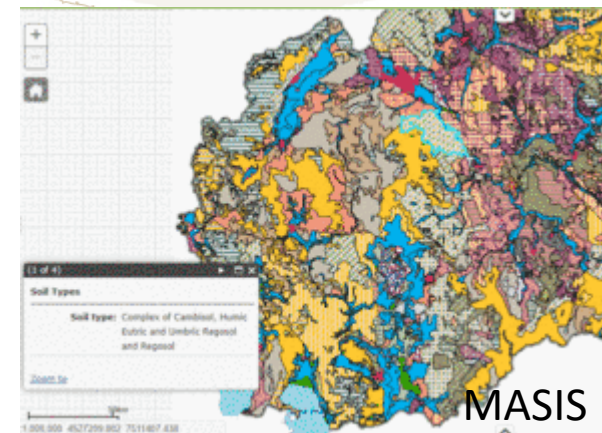 +
(1 of 4)
Soil Types
Soil type: Complex of Cambisol, Humic
Eutric and Umbric Regosol
and Regosol
Zoom to
MASIS